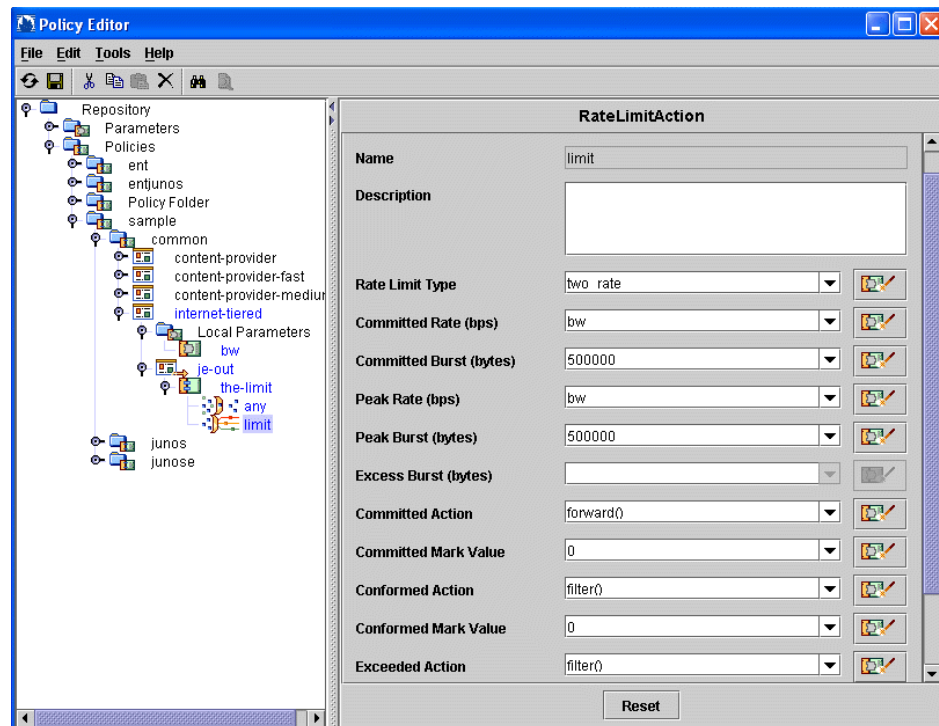 Policy Editor
File Edit Tools Help
Repository
Parameters
Policies
ent
entjunos
Policy Folder
sample
common
content-provider
content-provider-fast
content-provider-mediur
internet-tiered
Local Parameters
bw
je-out
the-limit
any
limit
junos
junose
RateLimitAction
Name limit
Description
Rate Limit Type two_rate
Committed Rate (bps) bw
Committed Burst (bytes) 500000
Peak Rate (bps) bw
Peak Burst (bytes) 500000
Excess Burst (bytes)
Committed Action forward()
Committed Mark Value 0
Conformed Action filter()
Conformed Mark Value 0
Exceeded Action filter()
Reset